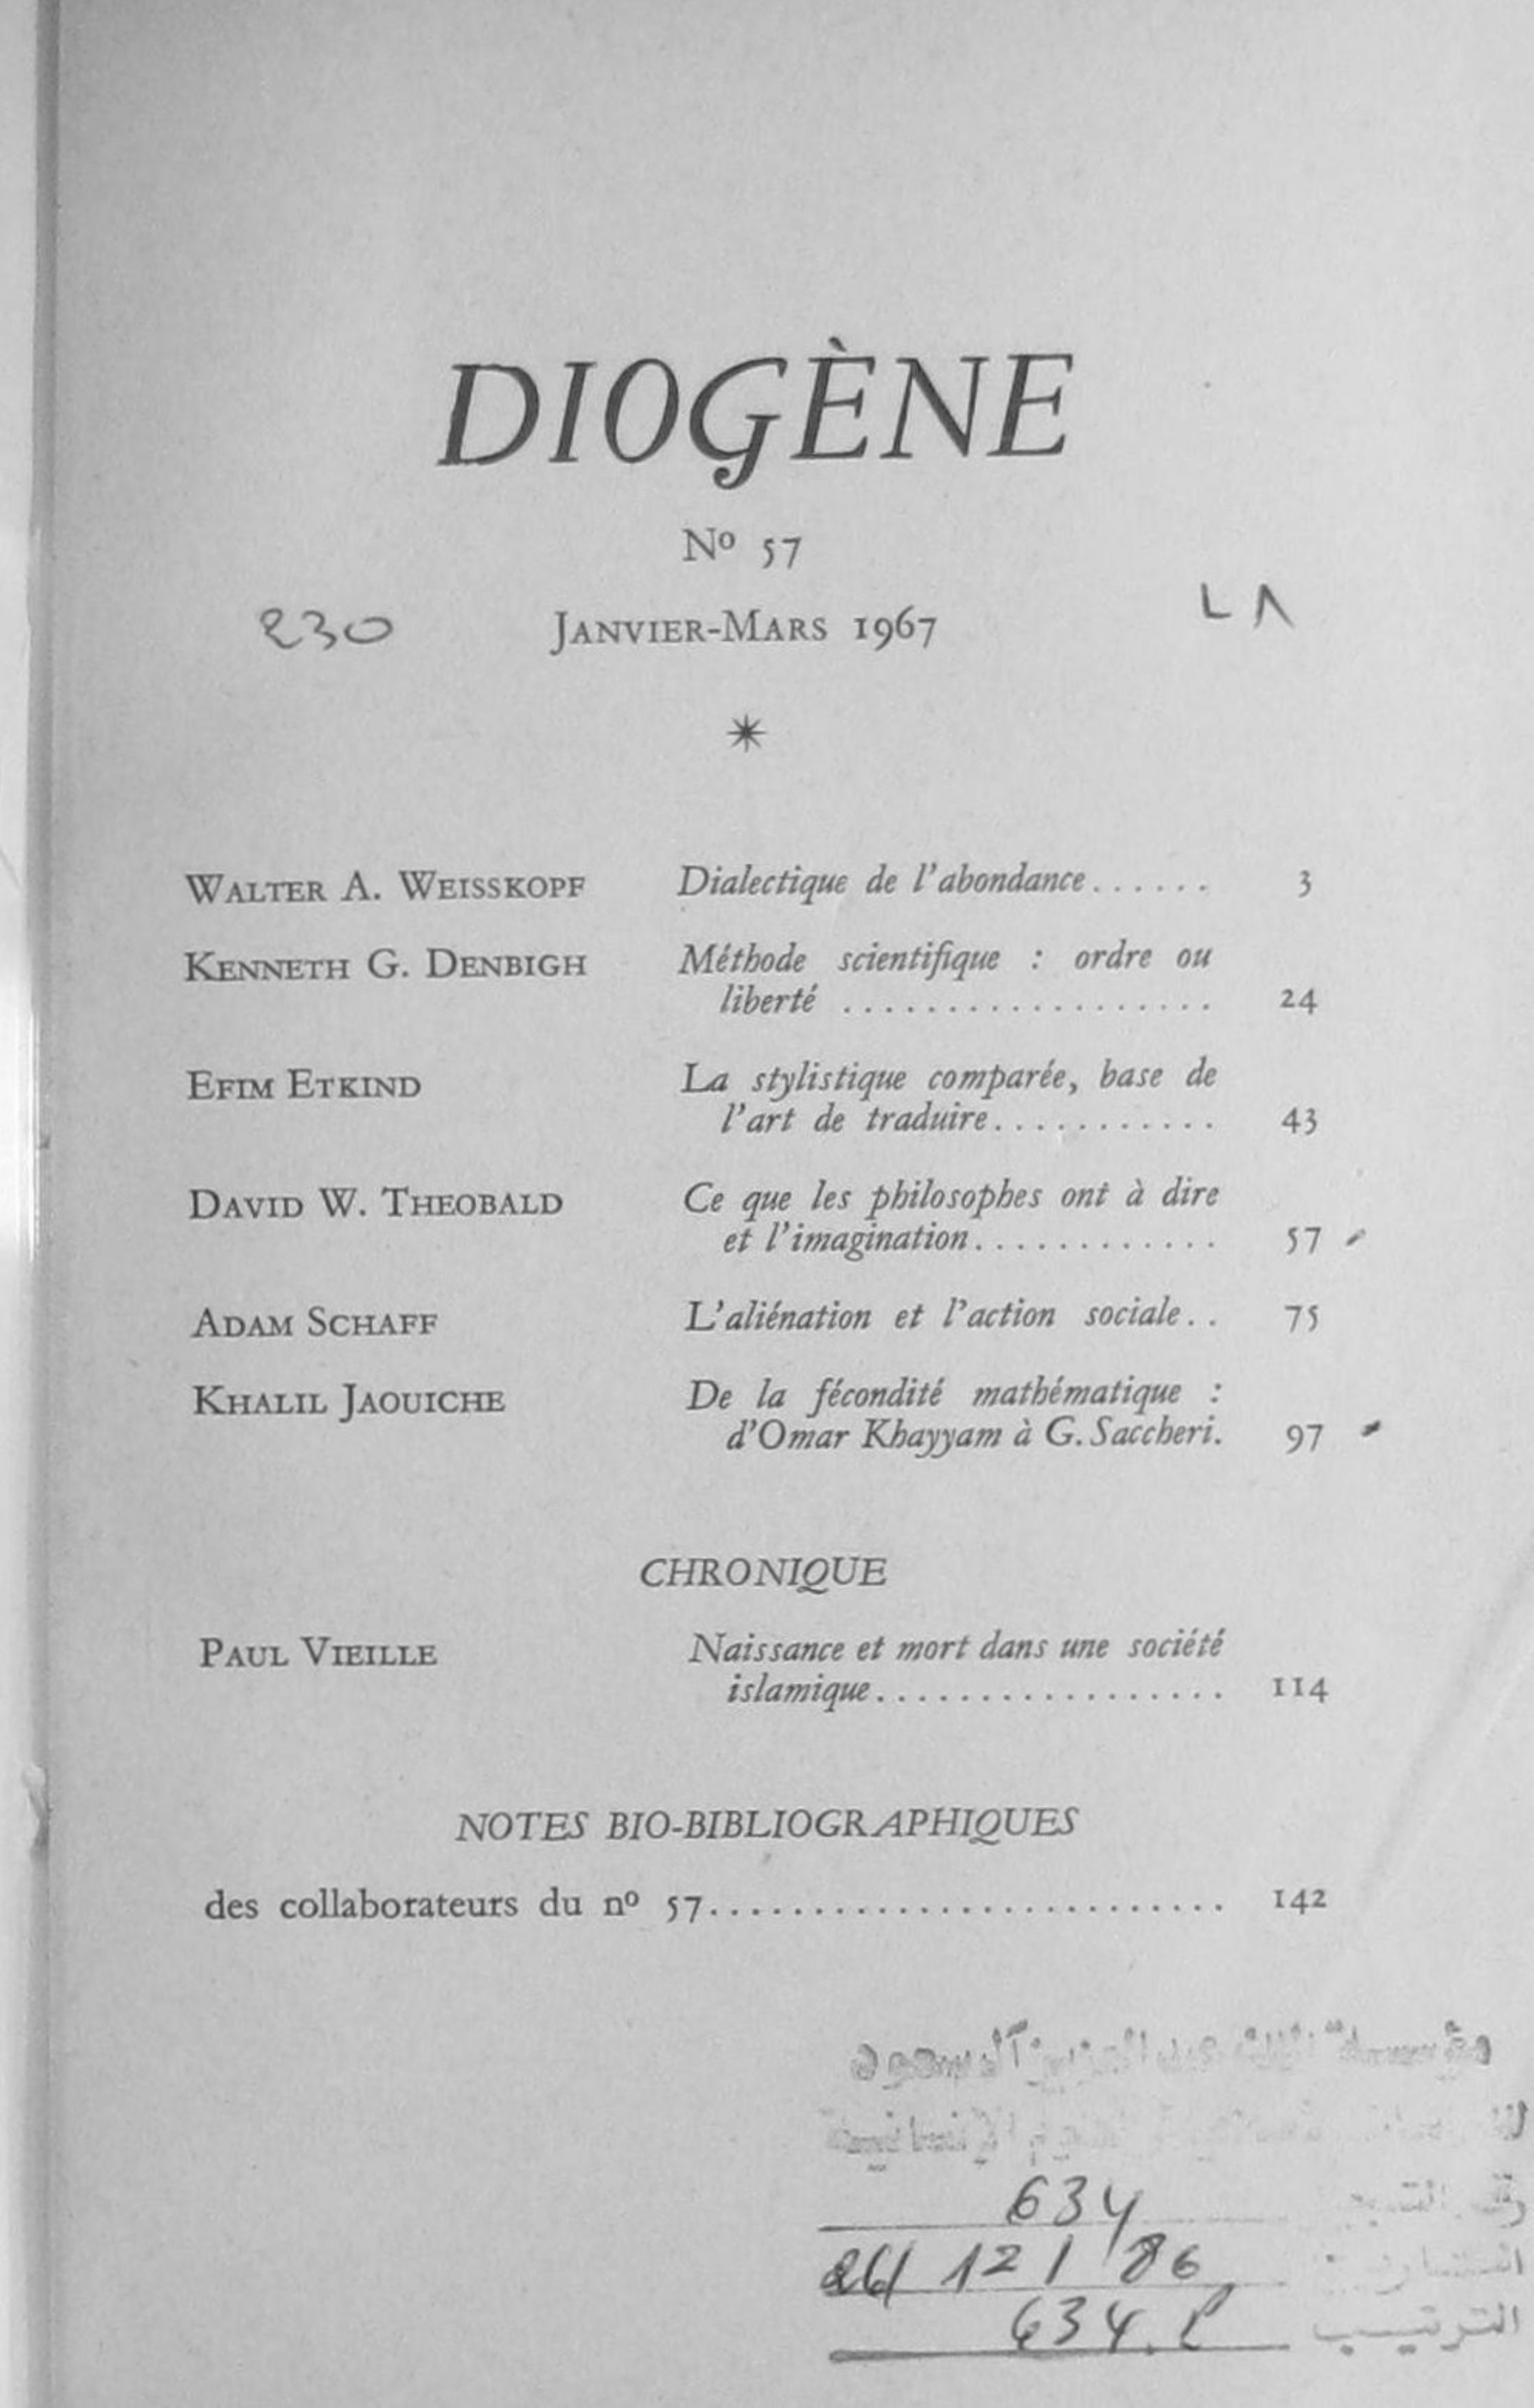 DIOGÈNE
Nº 57
230 JANVIER-MARS 1967
WALTER A. WEISSKOPF Dialectique de l'abondance...... 3
KENNETH G. DENBIGH Méthode scientifique : ordre ou
liberté .................. 24
EFIM ETKIND La stylistique comparée, base de
l'art de traduire........... 43
DAVID W. THEOBALD Ce que les philosophes ont à dire
et l'imagination............ 57
ADAM SCHAFF L'aliénation et l'action sociale.. 75
KHALIL JAOUICHE De la fécondité mathématique :
d'Omar Khayyam à G. Saccheri. 97
CHRONIQUE
PAUL VIEILLE Naissance et mort dans une société
islamique................. 114
NOTES BIO-BIBLIOGRAPHIQUES
des collaborateurs du nº 57......................... 142
634
26/ 12 / 86
634.
الترتيب